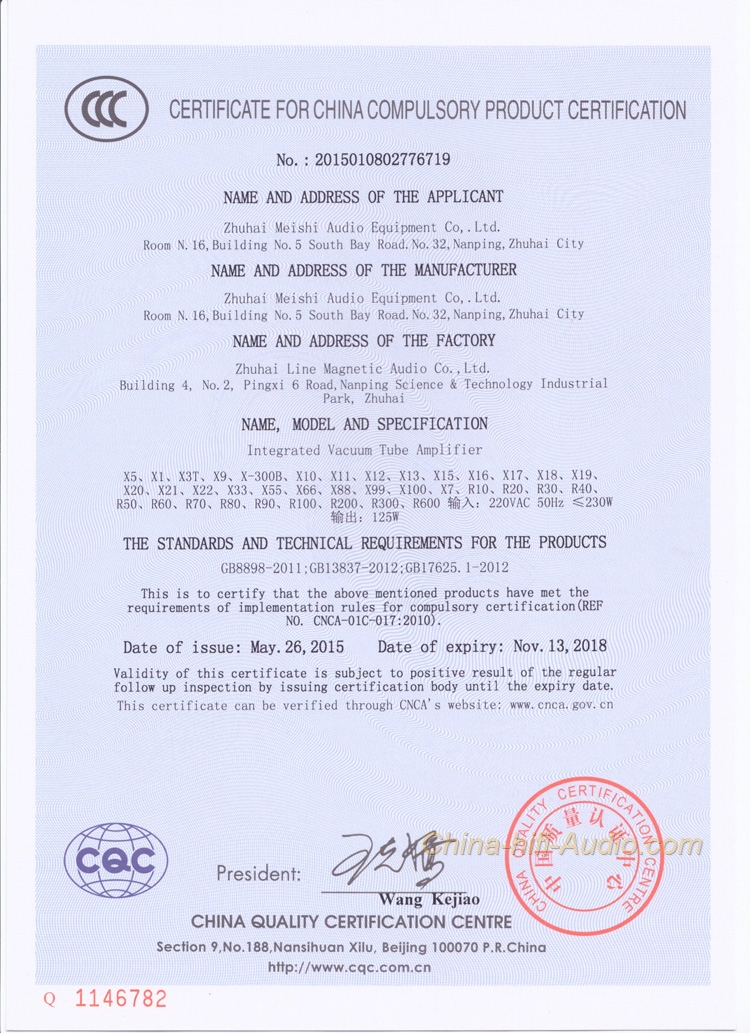 CCC CERTIFICATE FOR CHINA COMPULSORY PRODUCT CERTIFICATION
No. : 2015010802776719
NAME AND ADDRESS OF THE APPLICANT
Zhuhai Meishi Audio Equipment Co,.Ltd.
Room N.16,Building No.5 South Bay Road.No.32,Nanping,Zhuhai City
NAME AND ADDRESS OF THE MANUFACTURER
Zhuhai Meishi Audio Equipment Co,.Ltd.
Room N.16,Building No.5 South Bay Road.No.32,Nanping,Zhuhai City
NAME AND ADDRESS OF THE FACTORY
Zhuhai Line Magnetic Audio Co.,Ltd.
Building 4, No.2, Pingxi 6 Road,Nanping Science & Technology Industrial
Park, Zhuhai
NAME, MODEL AND SPECIFICATION
Integrated Vacuum Tube Amplifier
X5、X1、X3T、X9、X-300B、X10、X11、X12、X13、X15、X16、X17、X18、X19、
X20、X21、X22、X33、X55、X66、X88、X99、X100、X7、R10、R20、R30、R40、
R50、R60、R70、R80、R90、R100、R200、R300、R600 输入: 220VAC 50Hz ≤230W
输出: 125W
THE STANDARDS AND TECHNICAL REQUIREMENTS FOR THE PRODUCTS
GB8898-2011;GB13837-2012;GB17625.1-2012
This is to certify that the above mentioned products have met the
requirements of implementation rules for compulsory certification(REF
NO. CNCA-01C-017:2010).
Date of issue: May.26,2015 Date of expiry: Nov.13,2018
Validity of this certificate is subject to positive result of the regular
follow up inspection by issuing certification body until the expiry date.
This certificate can be verified through CNCA's website: www.cnca.gov.cn
CHINA QUALITY CERTIFICATION CENTRE
中国质量认证中心
China-hifi-Audio.com
CQC
President:
Wang Kejiao
CHINA QUALITY CERTIFICATION CENTRE
Section 9,No.188,Nansihuan Xilu, Beijing 100070 P.R.China
http://www.cqc.com.cn
Q 1146782